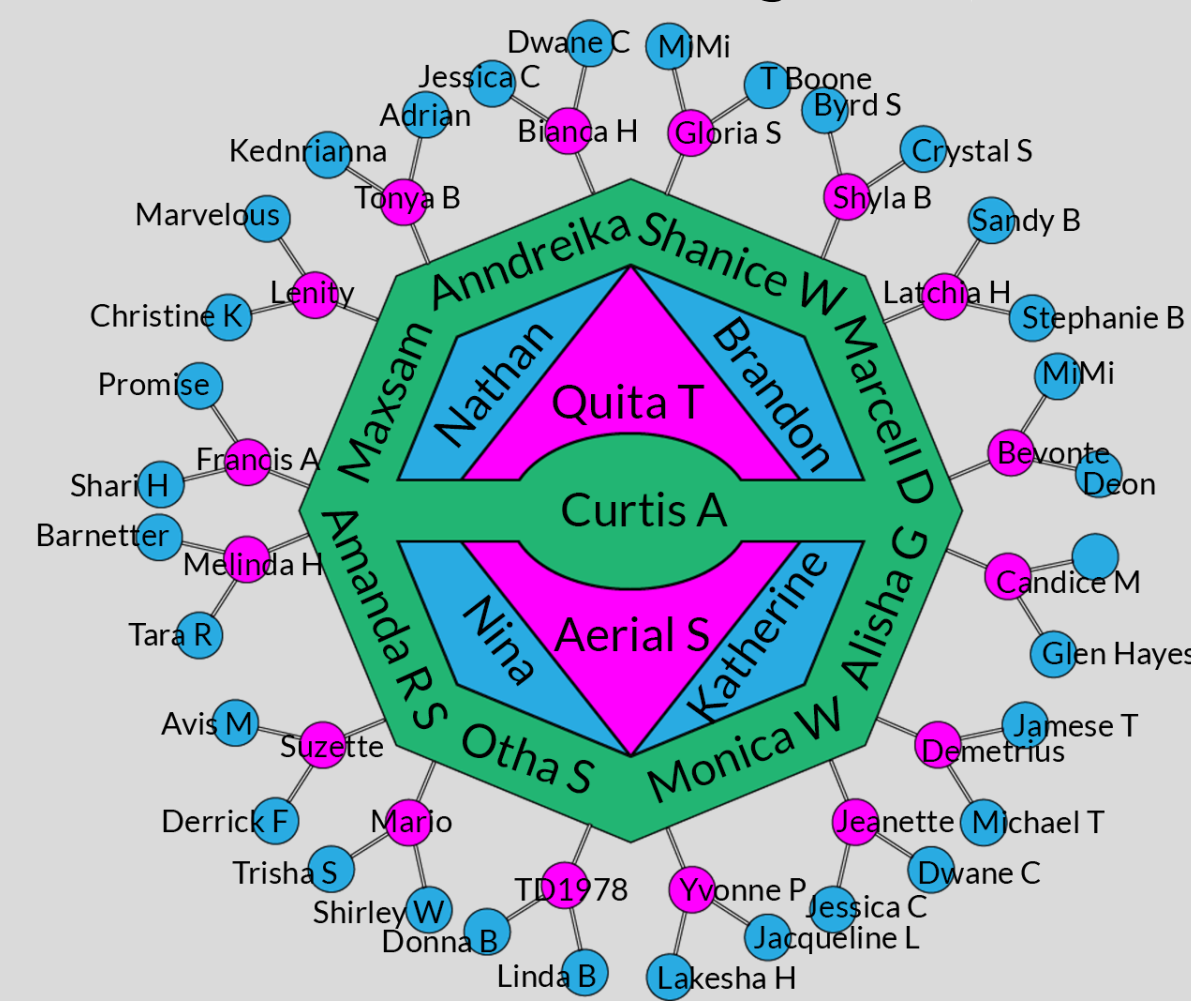 Dwane C
MiMi
Jessica C
T Boone
Adrian
Byrd S
Bianca H
Gloria S
Kednrianna
Crystal S
Tonya B
Shyla B
Marvelous
Sandy B
Anndreika
Shanice W
Lenity
Latchia H
Christine K
Stephanie B
Maxsam
Nathan
Brandon
Marcell D
Promise
MiMi
Quita T
Francis A
Bevonte
Shari H
Deon
Curtis A
Barnetter
Melinda H
Candice M
Amanda R S
Nina
Aerial S
Katherine
Alisha G
Tara R
Glen Hayes
Avis M
Suzette
Otha S
Monica W
Jamese T
Demetrius
Derrick F
Mario
Jeanette
Michael T
Trisha S
Dwane C
TD1978
Yvonne P
Shirley W
Jessica C
Donna B
Jacqueline L
Linda B
Lakesha H